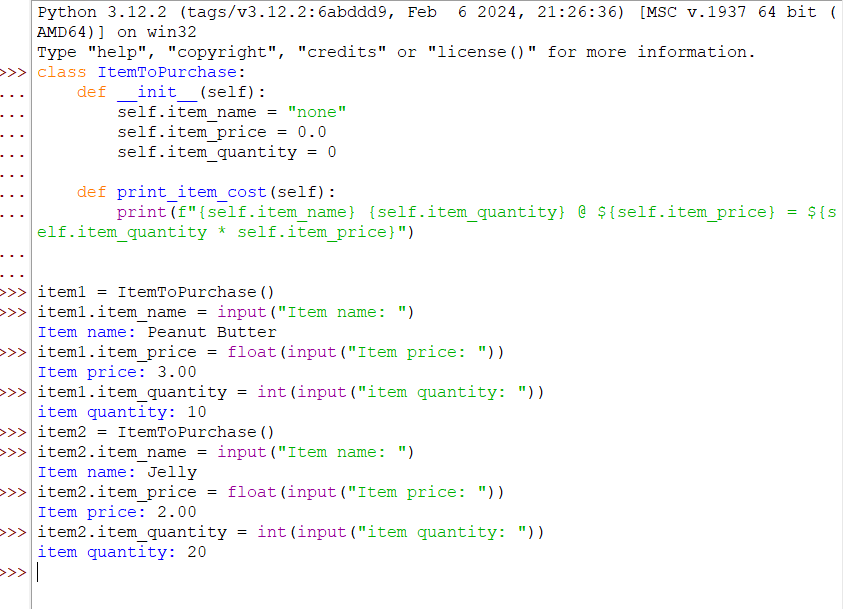 Python 3.12.2 (tags/v3.12.2:6abddd9, Feb  6 2024, 21:26:36) [MSC v.1937 64 bit (
AMD64)] on win32
Type "help", "copyright", "credits" or "license()" for more information.
>>> class ItemToPurchase:
...     def __init__(self):
...         self.item_name = "none"
...         self.item_price = 0.0
...         self.item_quantity = 0
...
...     def print_item_cost(self):
...         print(f"{self.item_name} {self.item_quantity} @ ${self.item_price} = ${s
elf.item_quantity * self.item_price}")
...
...
>>> item1 = ItemToPurchase()
>>> item1.item_name = input("Item name: ")
Item name: Peanut Butter
>>> item1.item_price = float(input("Item price: "))
Item price: 3.00
>>> item1.item_quantity = int(input("item quantity: "))
item quantity: 10
>>> item2 = ItemToPurchase()
>>> item2.item_name = input("Item name: ")
Item name: Jelly
>>> item2.item_price = float(input("Item price: "))
Item price: 2.00
>>> item2.item_quantity = int(input("item quantity: "))
item quantity: 20
>>>